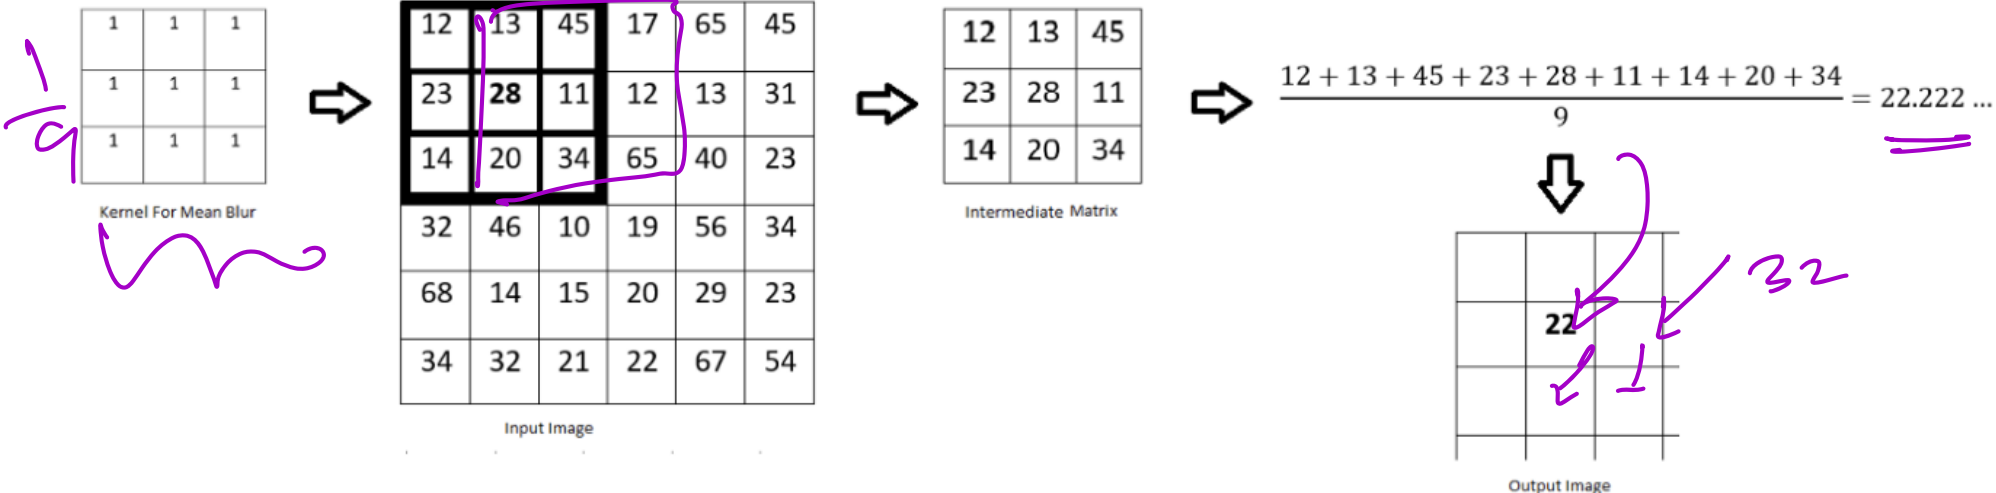 1 1 1
1 1 1
1 1 1
1
9
Kernel For Mean Blur
12 13 45 17 65 45
23 28 11 12 13 31
14 20 34 65 40 23
32 46 10 19 56 34
68 14 15 20 29 23
34 32 21 22 67 54
Input Image
12 13 45
23 28 11
14 20 34
Intermediate Matrix
12 + 13 + 45 + 23 + 28 + 11 + 14 + 20 + 34
9
= 22.222 ...
22
32
Output Image